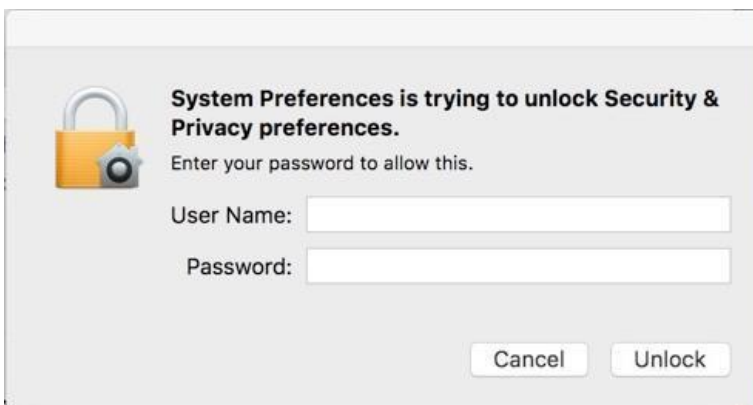 System Preferences is trying to unlock Security &
Privacy preferences.
Enter your password to allow this.
User Name:
Password:
Cancel
Unlock